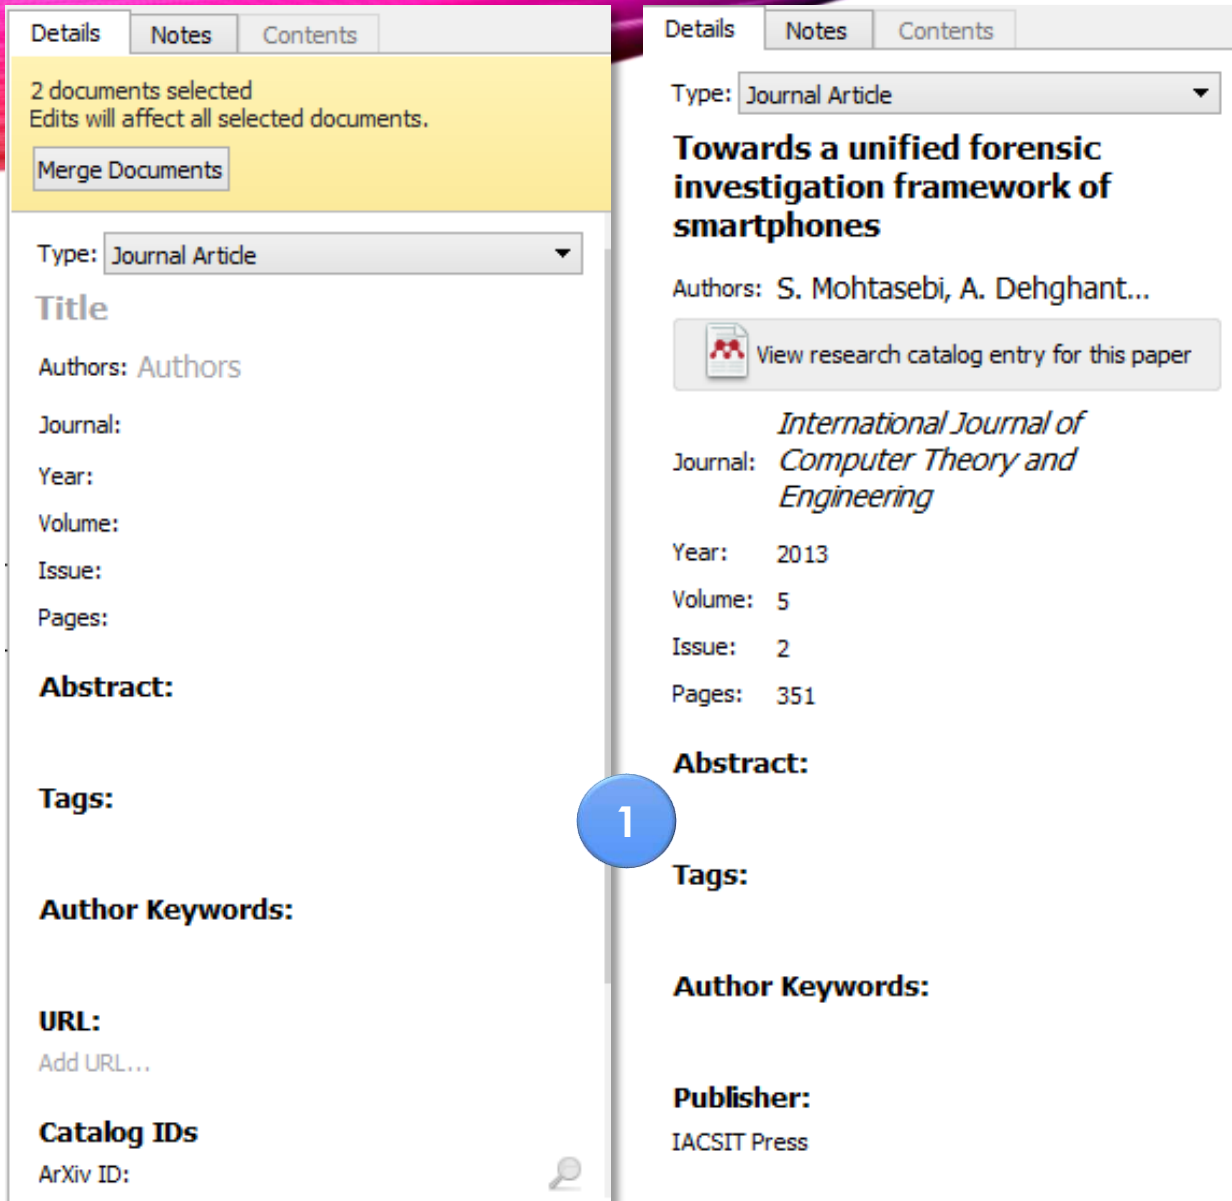 Details
Notes
Contents
2 documents selected
Edits will affect all selected documents.
Merge Documents
Type: Journal Article
Title
Authors: Authors
Journal:
Year:
Volume:
Issue:
Pages:
Abstract:
Tags:
Author Keywords:
URL:
Add URL...
Catalog IDs
ArXiv ID:
1
Details
Notes
Contents
Type: Journal Article
Towards a unified forensic
investigation framework of
smartphones
Authors: S. Mohtasebi, A. Dehghant...
View research catalog entry for this paper
International Journal of
Journal: Computer Theory and
Engineering
Year: 2013
Volume: 5
Issue: 2
Pages: 351
Abstract:
Tags:
Author Keywords:
Publisher:
IACSIT Press